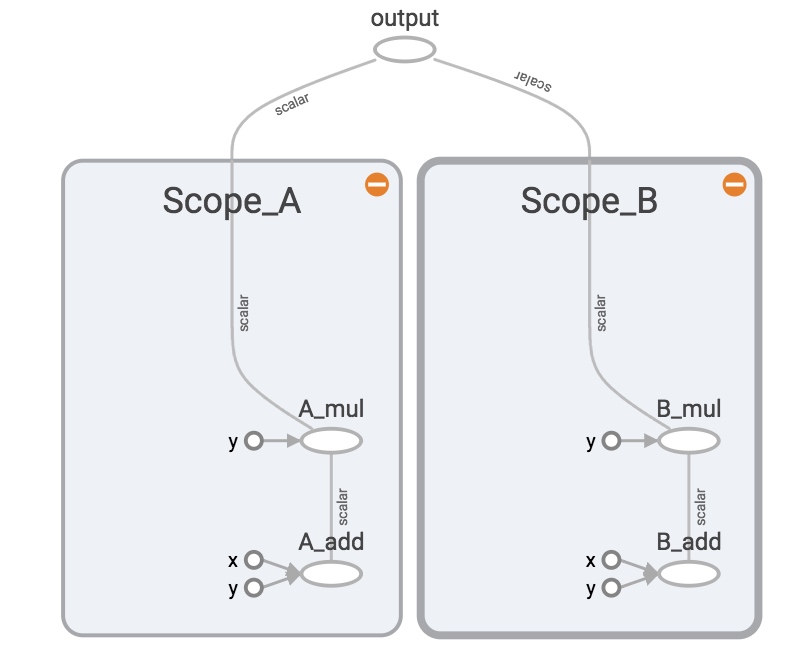 output
scalar
scalar
Scope_A
Scope_B
scalar
scalar
A_mul
B_mul
y
y
scalar
scalar
A_add
B_add
x
x
y
y